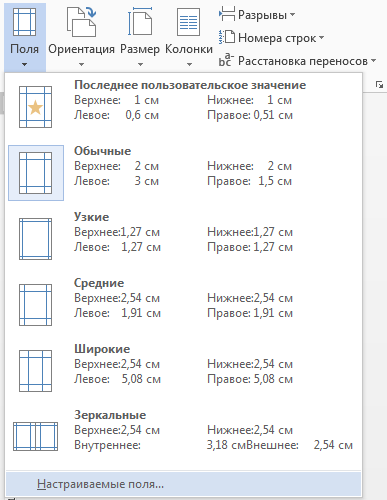 Поля Ориентация Размер Колонки
Разрывы
Номера строк
Расстановка переносов
Последнее пользовательское значение
Верхнее: 1 см Нижнее: 1 см
Левое: 0,6 см Правое: 0,51 см
Обычные
Верхнее: 2 см Нижнее: 2 см
Левое: 3 см Правое: 1,5 см
Узкие
Верхнее:1,27 см Нижнее:1,27 см
Левое: 1,27 см Правое: 1,27 см
Средние
Верхнее:2,54 см Нижнее:2,54 см
Левое: 1,91 см Правое: 1,91 см
Широкие
Верхнее:2,54 см Нижнее:2,54 см
Левое: 5,08 см Правое: 5,08 см
Зеркальные
Верхнее:2,54 см Нижнее:2,54 см
Внутреннее: 3,18 смВнешнее: 2,54 см
Настраиваемые поля...